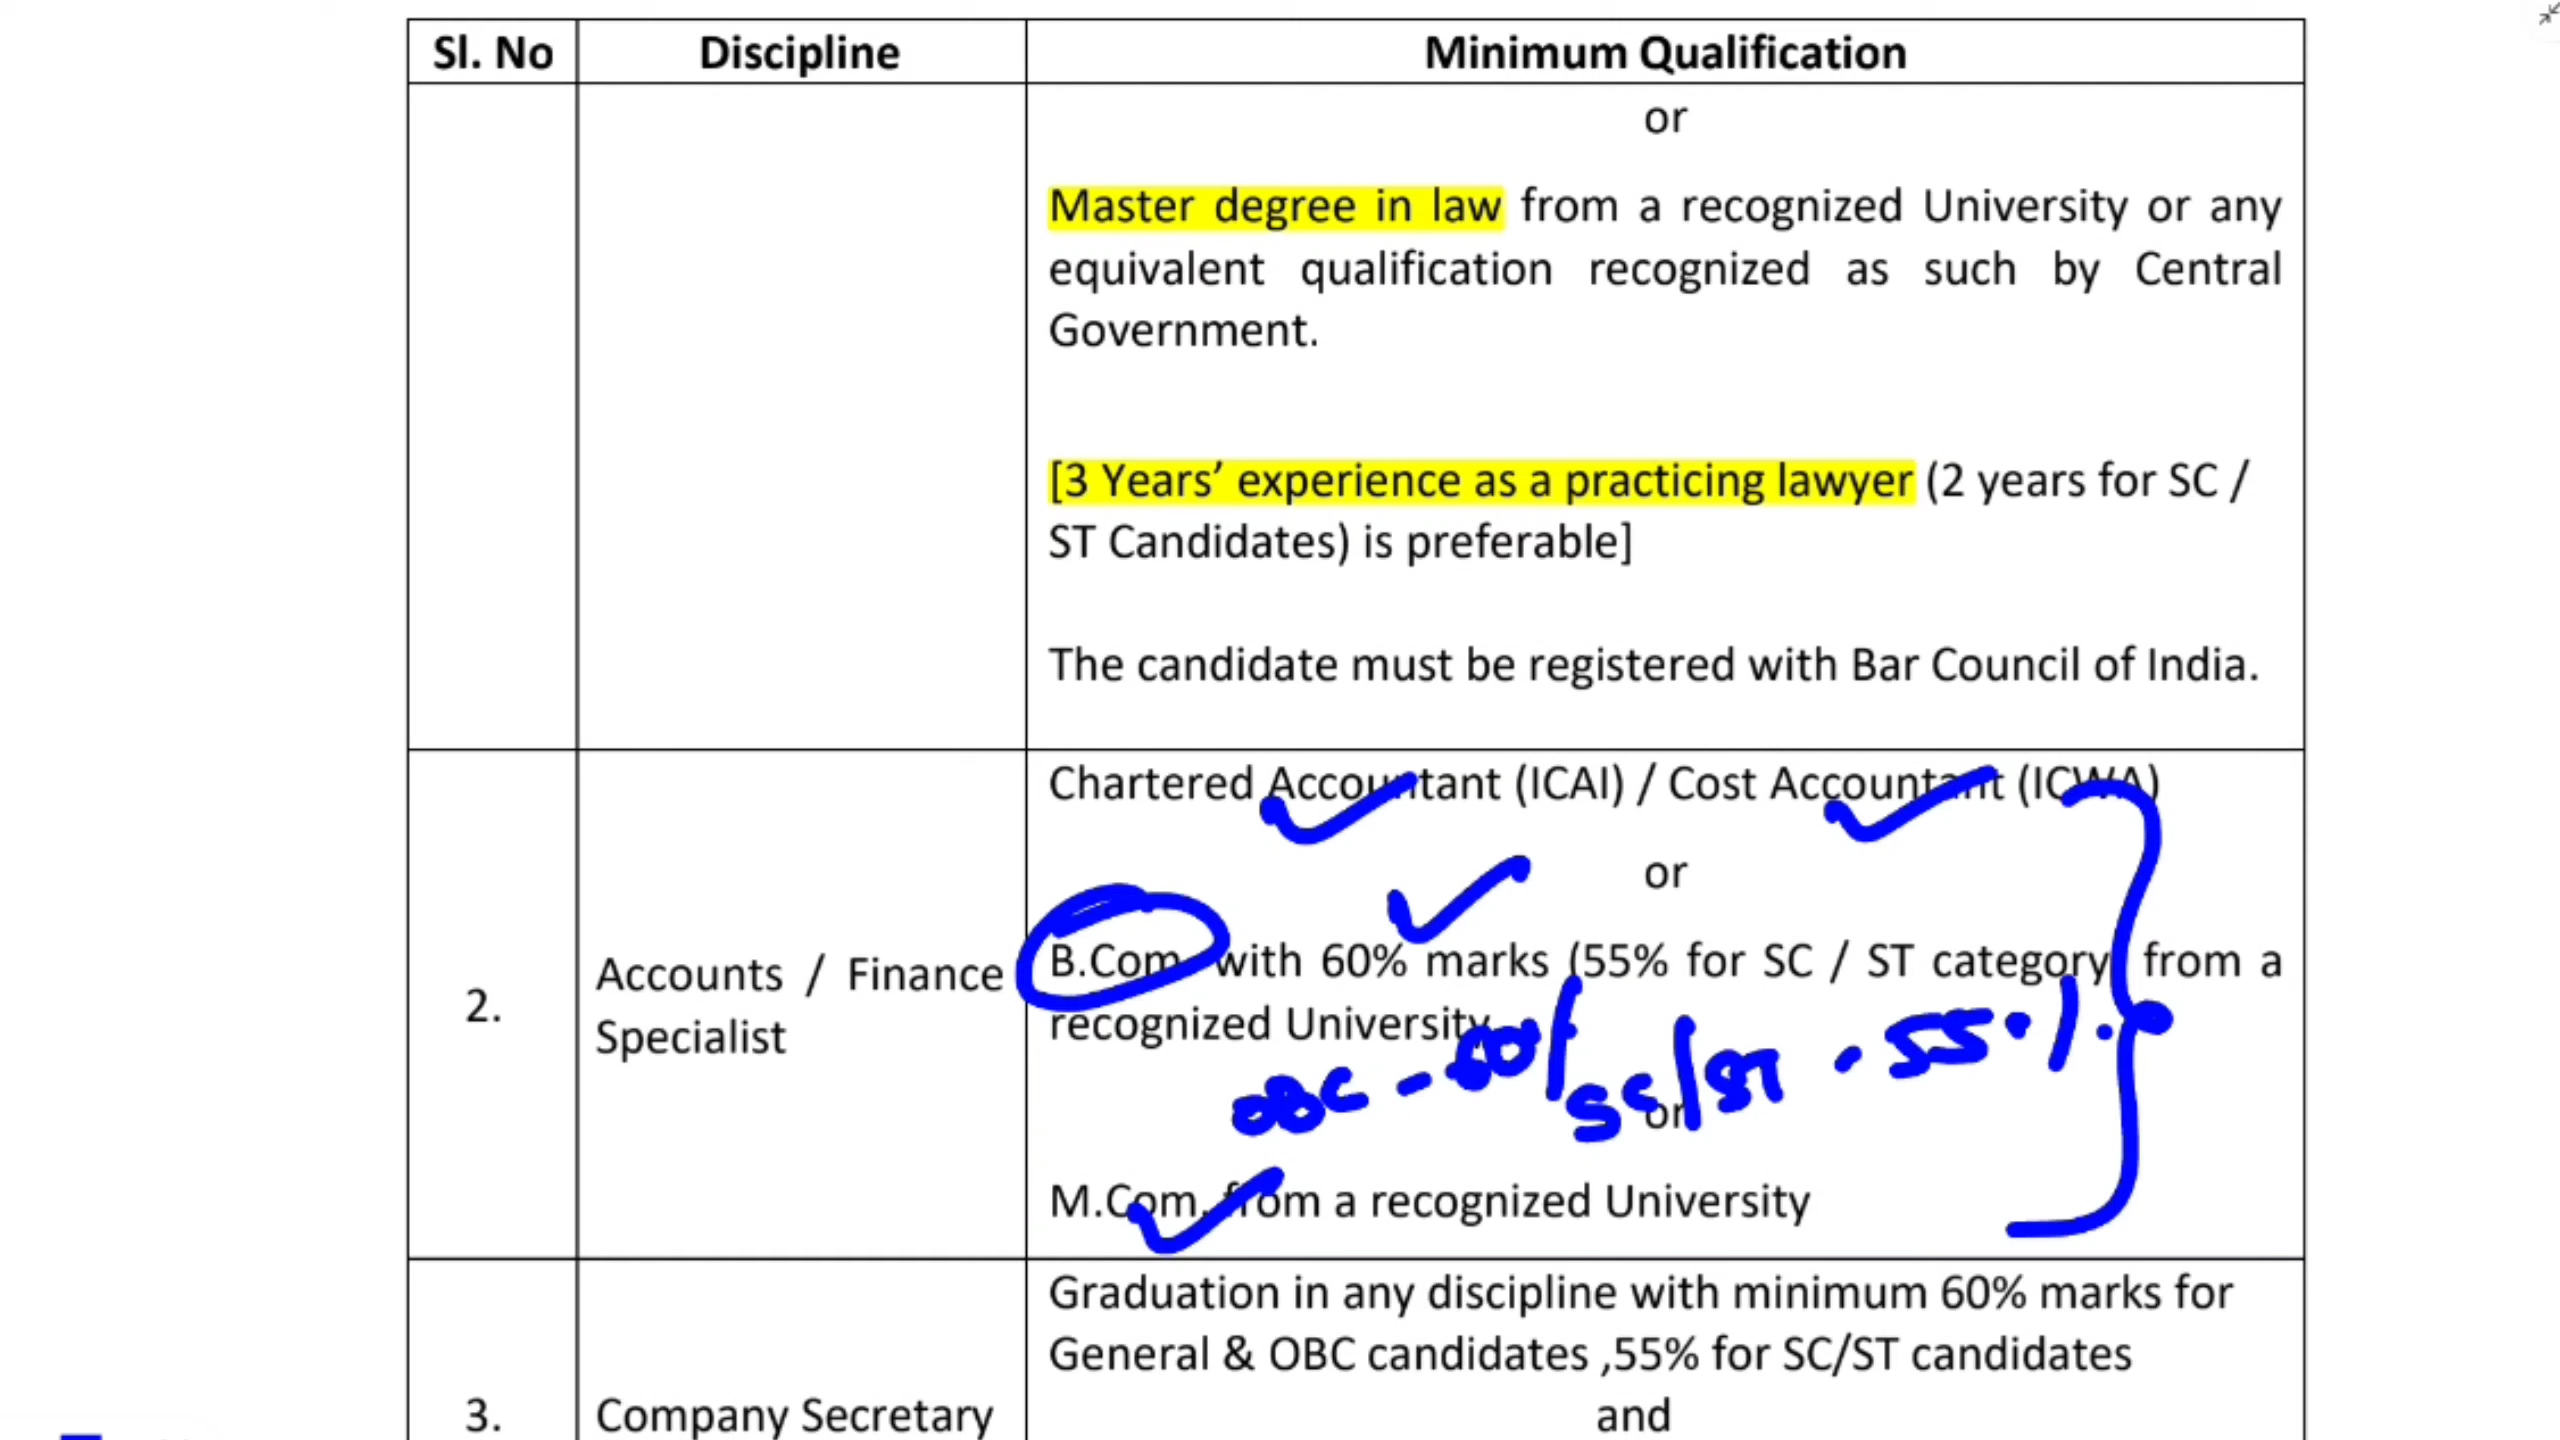 Sl. No Discipline Minimum Qualification
or
Master degree in law from a recognized University or any
equivalent qualification recognized as such by Central
Government.
[3 Years’ experience as a practicing lawyer (2 years for SC /
ST Candidates) is preferable]
The candidate must be registered with Bar Council of India.
2.
Accounts / Finance
Specialist
Chartered Accountant (ICAI) / Cost Accountant (ICWA)
or
B.Com. with 60% marks (55% for SC / ST category) from a
recognized University
OBC - 60% SC/ST - 55%.
or
M.Com. from a recognized University
3.
Company Secretary
Graduation in any discipline with minimum 60% marks for
General & OBC candidates ,55% for SC/ST candidates
and